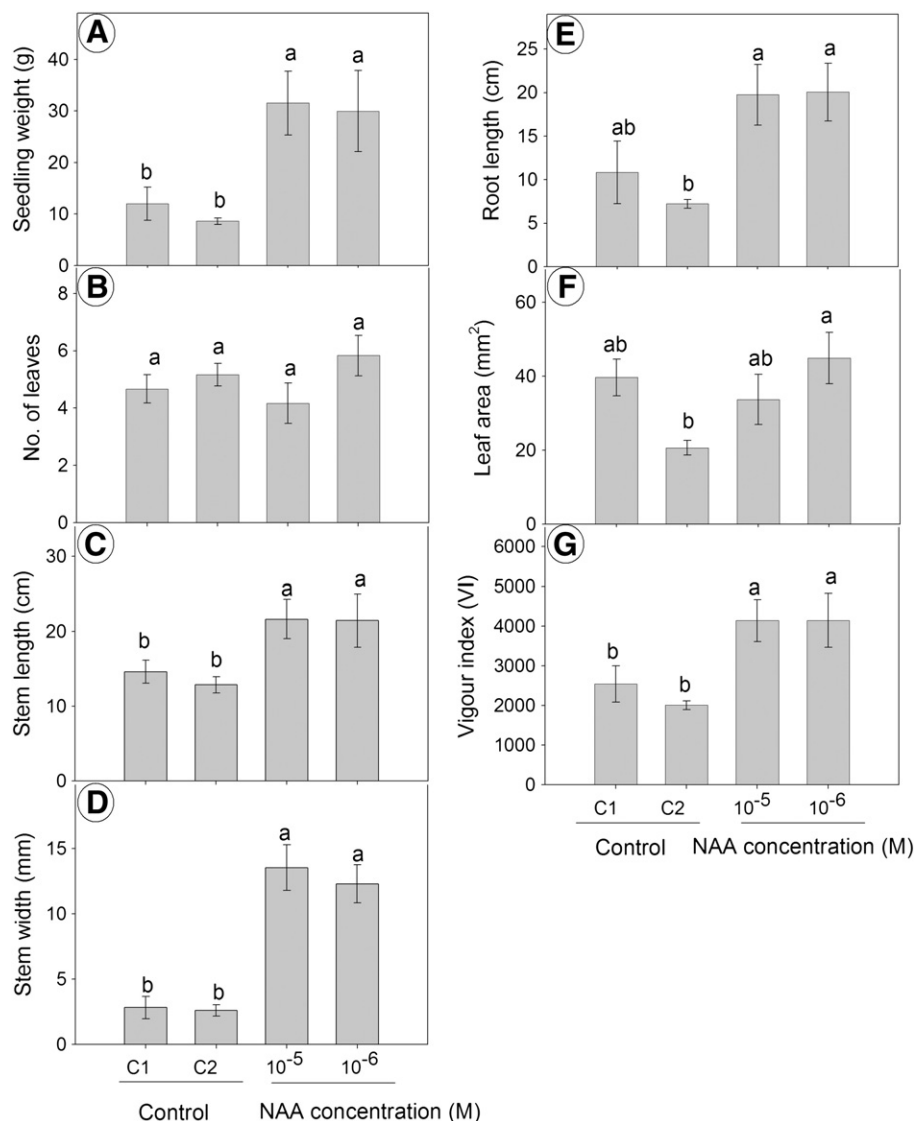 A
Seedling weight (g)
40
30
20
10
0
b
b
a
a
B
No. of leaves
8
6
4
2
0
a
a
a
a
C
Stem length (cm)
30
20
10
0
b
b
a
a
D
Stem width (mm)
15
10
5
0
b
b
a
a
C1 C2 10⁻⁵ 10⁻⁶
Control NAA concentration (M)
E
Root length (cm)
25
20
15
10
5
0
ab
b
a
a
F
Leaf area (mm²)
60
40
20
0
ab
b
ab
a
G
Vigour index (VI)
6000
5000
4000
3000
2000
1000
0
b
b
a
a
C1 C2 10⁻⁵ 10⁻⁶
Control NAA concentration (M)